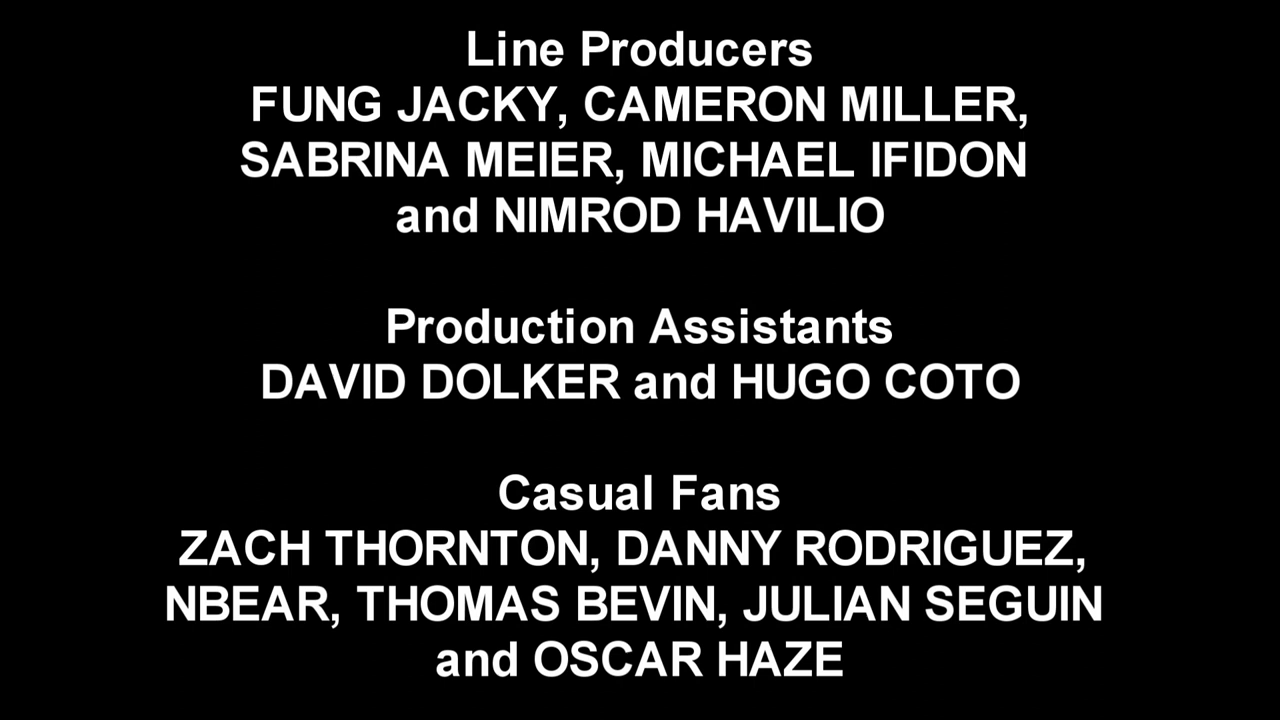 Line Producers
FUNG JACKY, CAMERON MILLER,
SABRINA MEIER, MICHAEL IFIDON
and NIMROD HAVILIO
Production Assistants
DAVID DOLKER and HUGO COTO
Casual Fans
ZACH THORNTON, DANNY RODRIGUEZ,
NBEAR, THOMAS BEVIN, JULIAN SEGUIN
and OSCAR HAZE